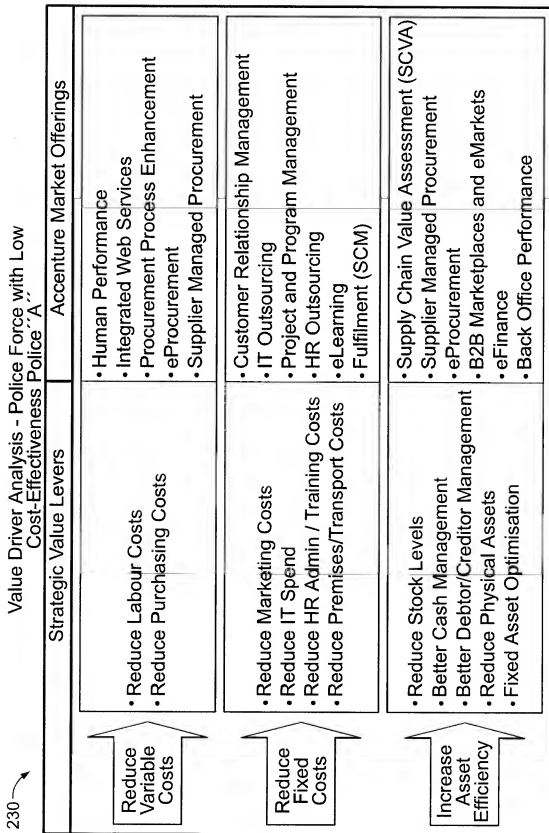 230
Value Driver Analysis - Police Force with Low
Cost-Effectiveness Police´´A´´
Strategic Value Levers
Accenture Market Offerings
Reduce
Variable
Costs
• Reduce Labour Costs
• Reduce Purchasing Costs
• Human Performance
• Integrated Web Services
• Procurement Process Enhancement
• eProcurement
• Supplier Managed Procurement
Reduce
Fixed
Costs
• Reduce Marketing Costs
• Reduce IT Spend
• Reduce HR Admin / Training Costs
• Reduce Premises/Transport Costs
• Customer Relationship Management
• IT Outsourcing
• Project and Program Management
• HR Outsourcing
• eLearning
• Fulfilment (SCM)
Increase
Asset
Efficiency
• Reduce Stock Levels
• Better Cash Management
• Better Debtor/Creditor Management
• Reduce Physical Assets
• Fixed Asset Optimisation
• Supply Chain Value Assessment (SCVA)
• Supplier Managed Procurement
• eProcurement
• B2B Marketplaces and eMarkets
• eFinance
• Back Office Performance